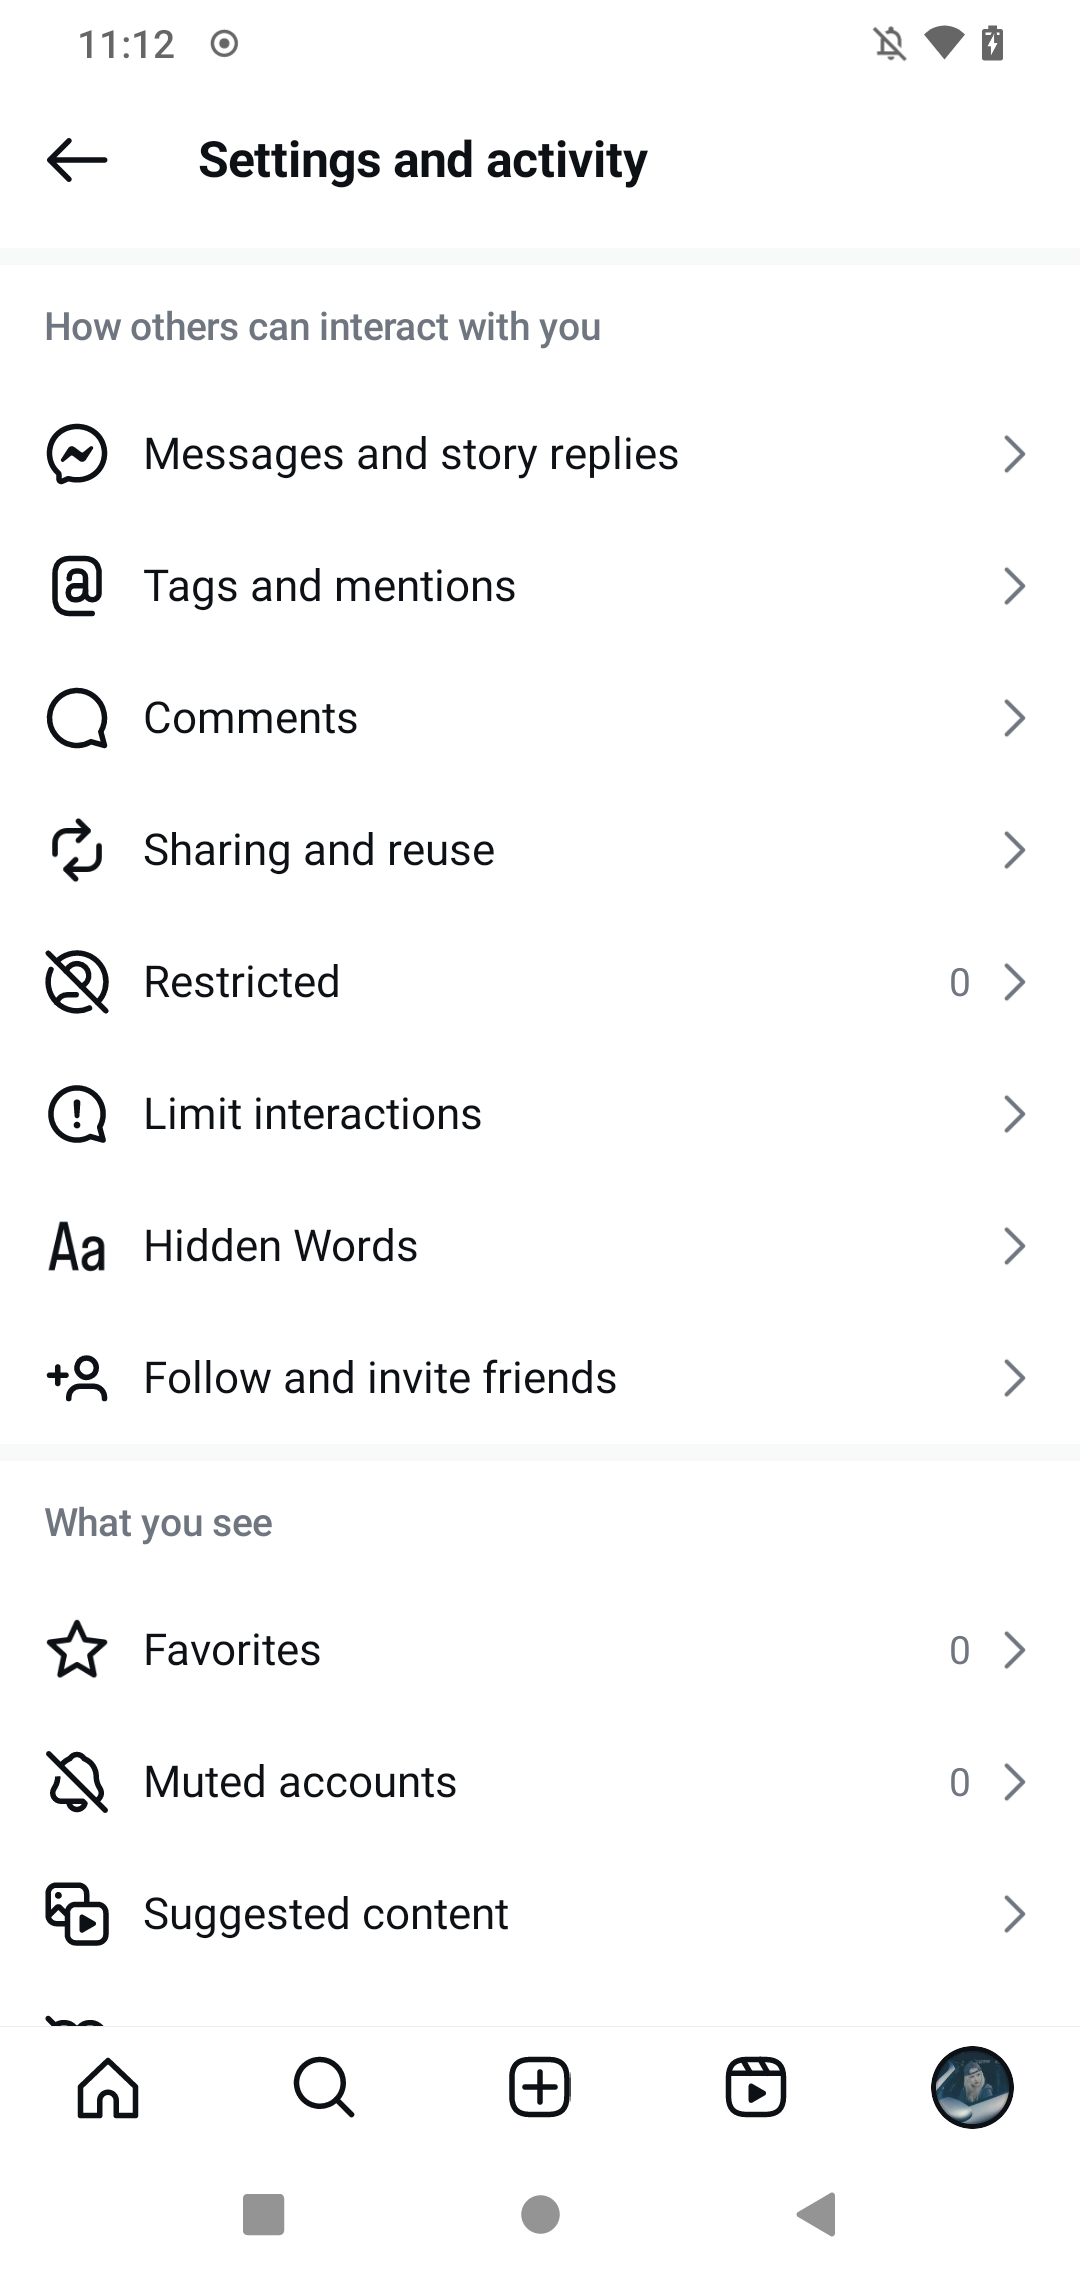 11:12
Settings and activity
How others can interact with you
Messages and story replies
Tags and mentions
Comments
Sharing and reuse
Restricted 0
Limit interactions
Aa Hidden Words
Follow and invite friends
What you see
Favorites 0
Muted accounts 0
Suggested content